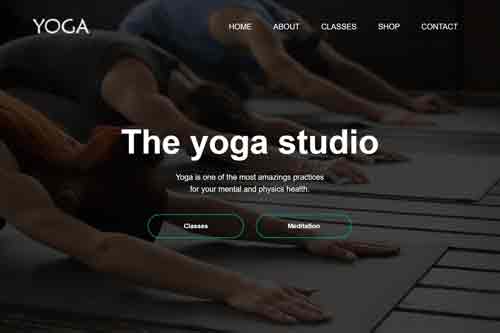 YOGA
HOME
ABOUT
CLASSES
SHOP
CONTACT
The yoga studio
Yoga is one of the most amazings practices
for your mental and physics health.
Classes
Meditation